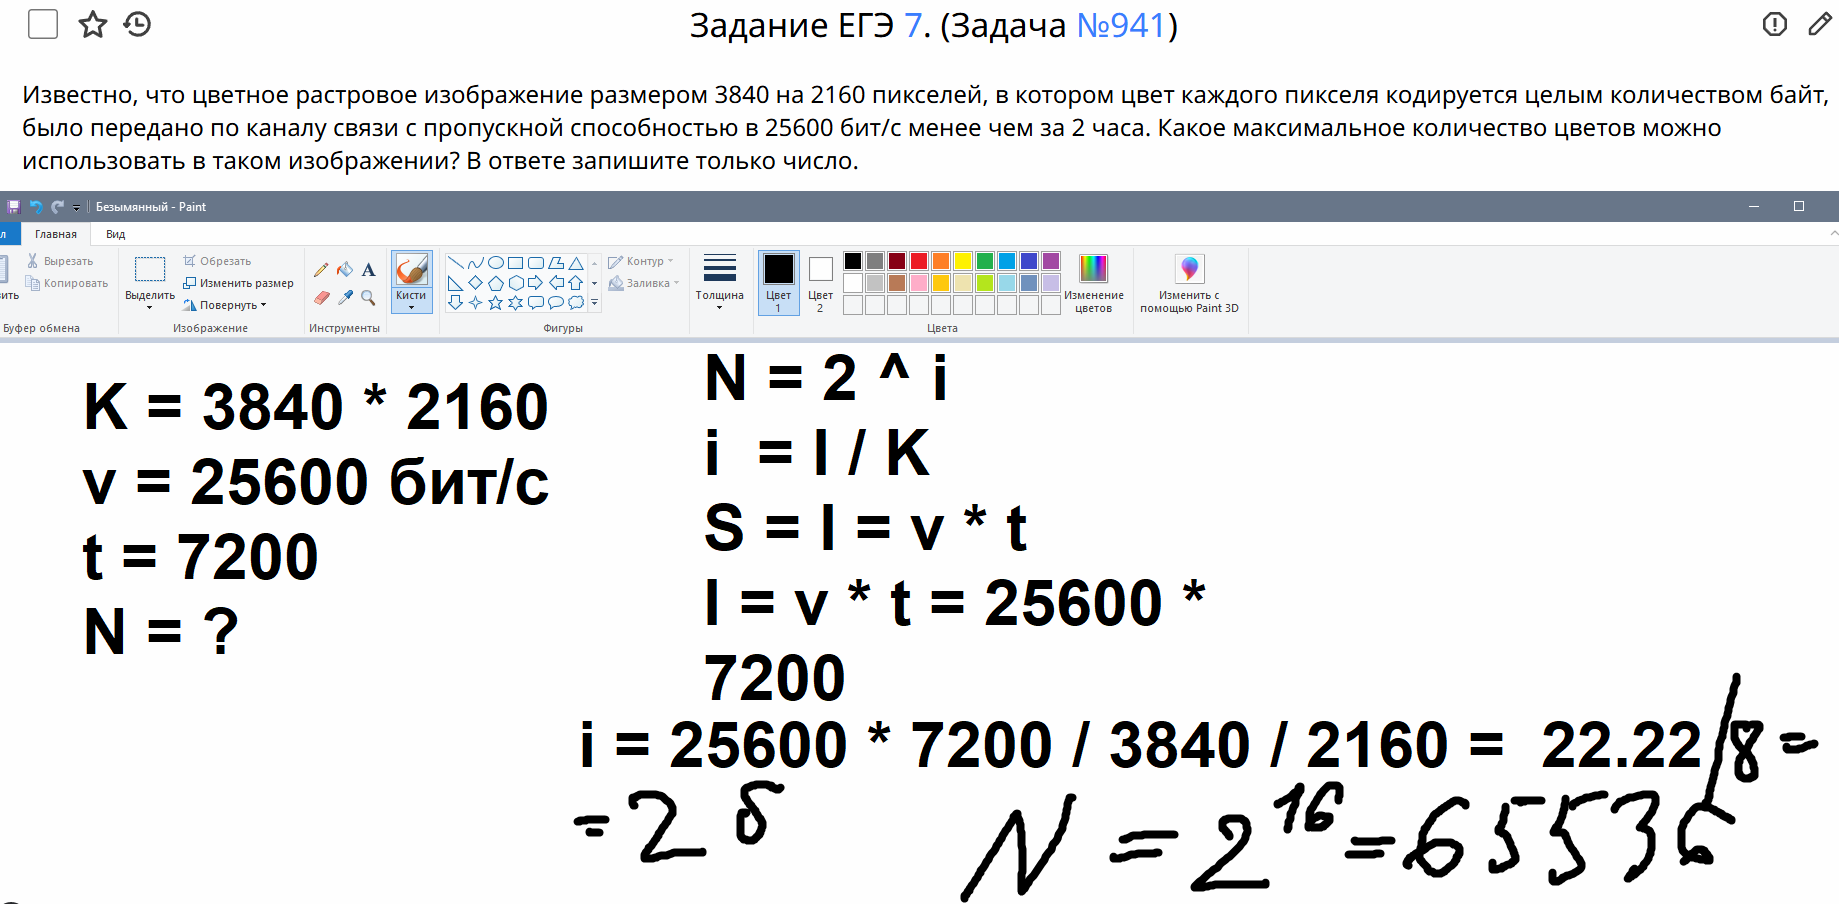 Задание ЕГЭ 7. (Задача №941)
Известно, что цветное растровое изображение размером 3840 на 2160 пикселей, в котором цвет каждого пикселя кодируется целым количеством байт,
было передано по каналу связи с пропускной способностью в 25600 бит/с менее чем за 2 часа. Какое максимальное количество цветов можно
использовать в таком изображении? В ответе запишите только число.
Безымянный - Paint
л Главная Вид
Вырезать
Копировать
ить
Буфер обмена
Выделить
Обрезать
Изменить размер
Повернуть
Изображение
A
Инструменты
Кисти
Контур
Заливка
Фигуры
Толщина
Цвет
1
Цвет
2
Изменение
цветов
Цвета
Изменить с
помощью Paint 3D
K = 3840 * 2160
v = 25600 бит/с
t = 7200
N = ?
N = 2 ^ i
i = I / K
S = I = v * t
I = v * t = 25600 *
7200
i = 25600 * 7200 / 3840 / 2160 = 22.22 / 8 =
= 2 б
N = 2^16 = 65536